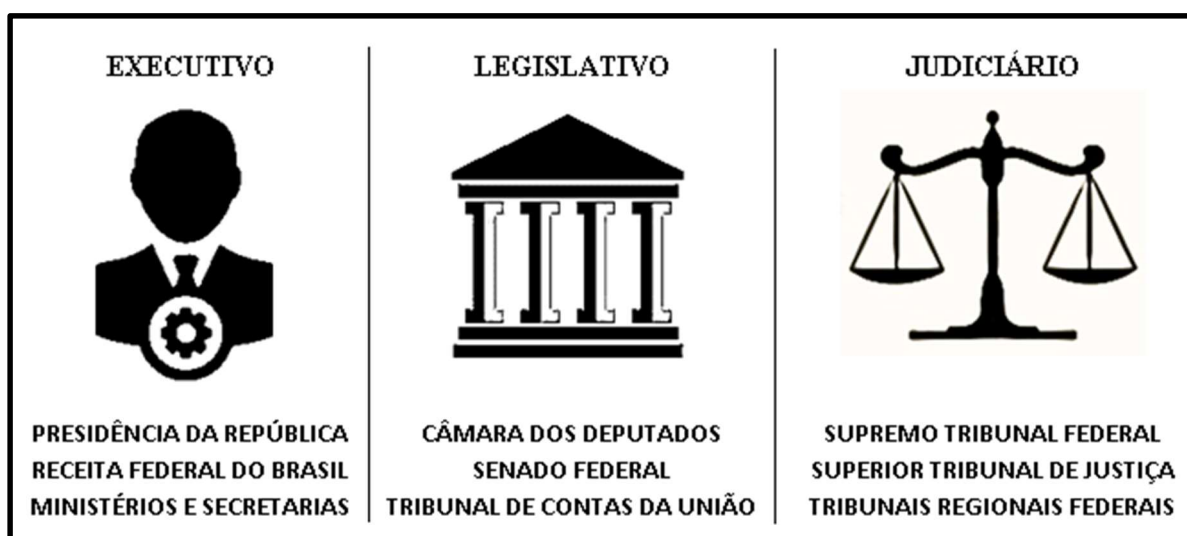 EXECUTIVO
PRESIDÊNCIA DA REPÚBLICA
RECEITA FEDERAL DO BRASIL
MINISTÉRIOS E SECRETARIAS
LEGISLATIVO
CÂMARA DOS DEPUTADOS
SENADO FEDERAL
TRIBUNAL DE CONTAS DA UNIÃO
JUDICIÁRIO
SUPREMO TRIBUNAL FEDERAL
SUPERIOR TRIBUNAL DE JUSTIÇA
TRIBUNAIS REGIONAIS FEDERAIS